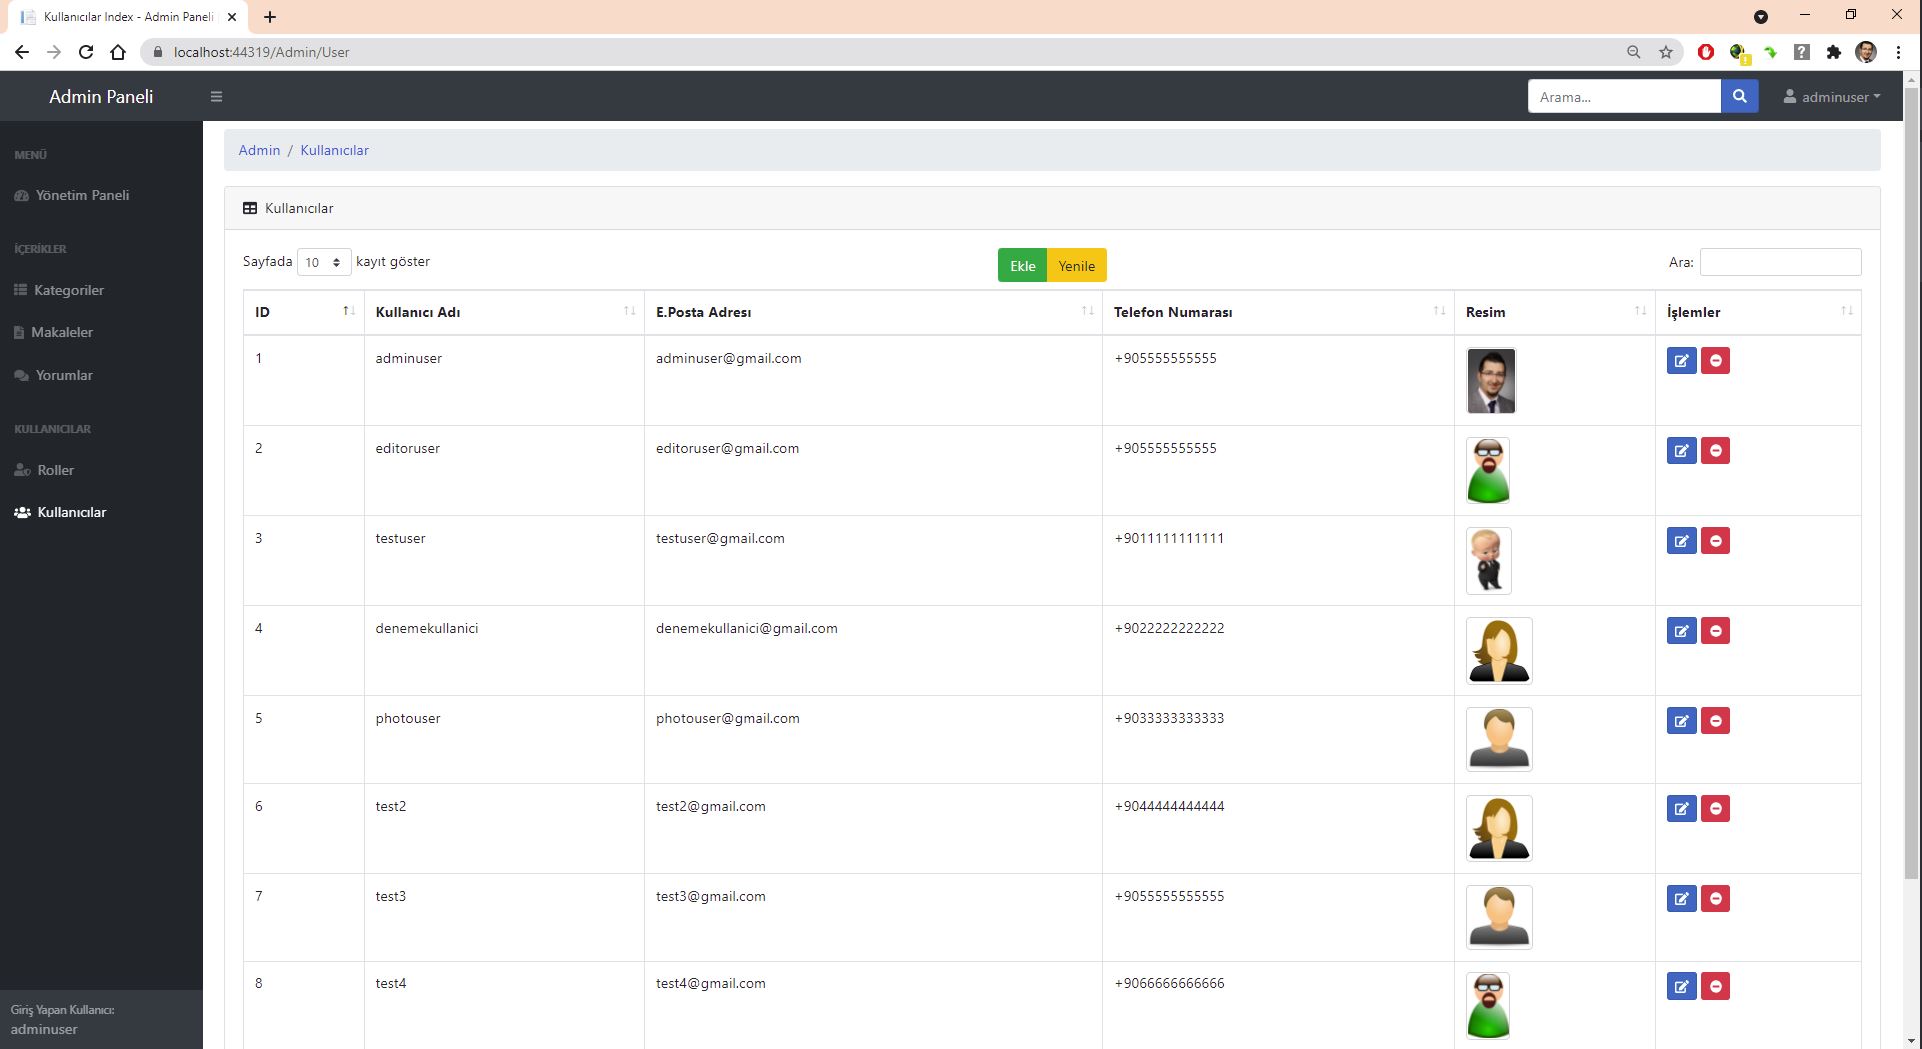 Kullanıcılar Index - Admin Paneli
localhost:44319/Admin/User
Admin Paneli
Arama...
adminuser
MENÜ
Yönetim Paneli
İÇERİKLER
Kategoriler
Makaleler
Yorumlar
KULLANICILAR
Roller
Kullanıcılar
Giriş Yapan Kullanıcı:
adminuser
Admin / Kullanıcılar
Kullanıcılar
Sayfada 10 kayıt göster
Ekle Yenile
Ara:
ID Kullanıcı Adı E.Posta Adresı Telefon Numarası Resim İşlemler
1 adminuser adminuser@gmail.com +905555555555
2 editoruser editoruser@gmail.com +905555555555
3 testuser testuser@gmail.com +9011111111111
4 denemekullanici denemekullanici@gmail.com +9022222222222
5 photouser photouser@gmail.com +9033333333333
6 test2 test2@gmail.com +9044444444444
7 test3 test3@gmail.com +9055555555555
8 test4 test4@gmail.com +9066666666666